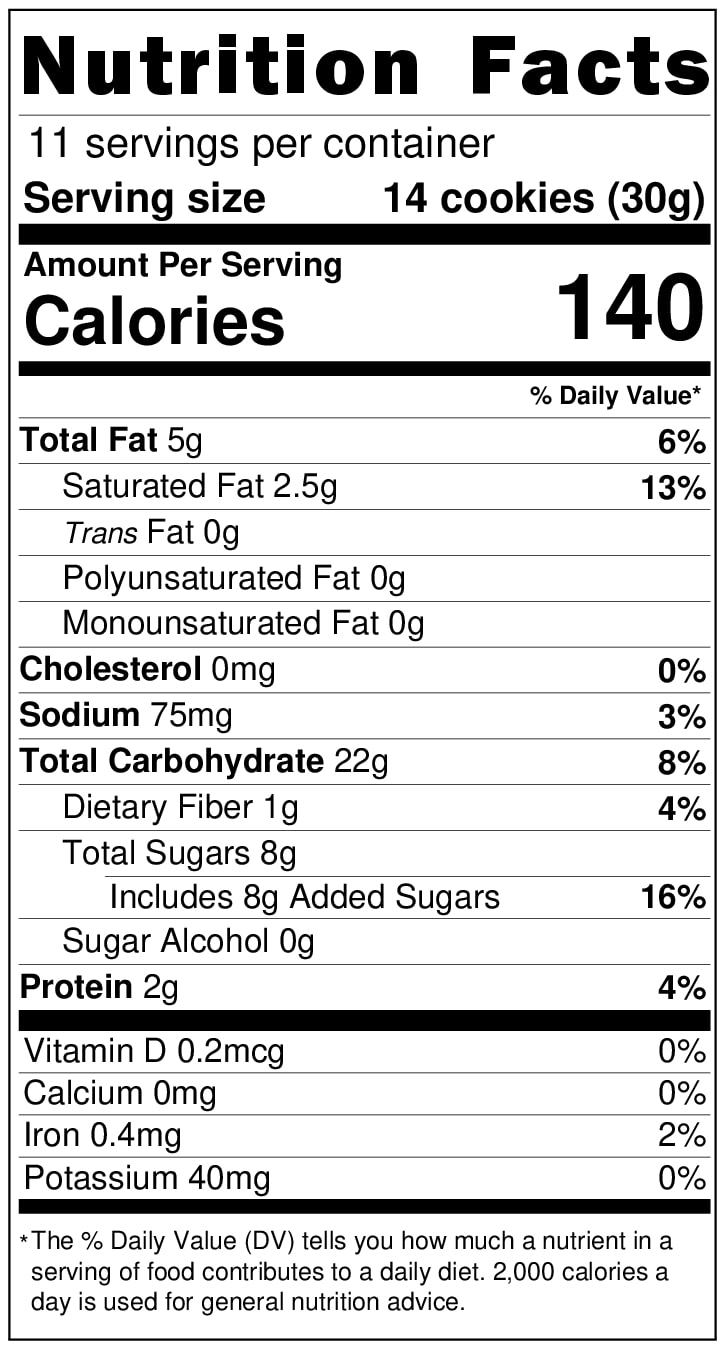 Nutrition Facts
11 servings per container
Serving size 14 cookies (30g)
Amount Per Serving
Calories 140
% Daily Value*
Total Fat 5g 6%
Saturated Fat 2.5g 13%
Trans Fat 0g
Polyunsaturated Fat 0g
Monounsaturated Fat 0g
Cholesterol 0mg 0%
Sodium 75mg 3%
Total Carbohydrate 22g 8%
Dietary Fiber 1g 4%
Total Sugars 8g
Includes 8g Added Sugars 16%
Sugar Alcohol 0g
Protein 2g 4%
Vitamin D 0.2mcg 0%
Calcium 0mg 0%
Iron 0.4mg 2%
Potassium 40mg 0%
*The % Daily Value (DV) tells you how much a nutrient in a
serving of food contributes to a daily diet. 2,000 calories a
day is used for general nutrition advice.